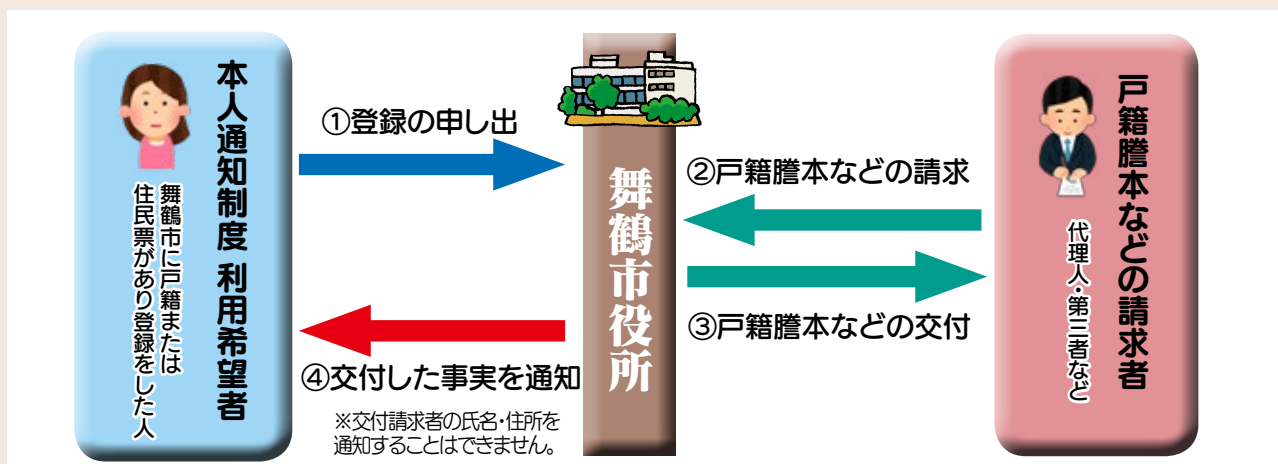 本人通知制度 利用希望者
舞鶴市に戸籍または
住民票があり登録をした人
①登録の申し出
舞鶴市役所
②戸籍謄本などの請求
③戸籍謄本などの交付
④交付した事実を通知
※交付請求者の氏名・住所を
通知することはできません。
戸籍謄本などの請求者
代理人・第三者など